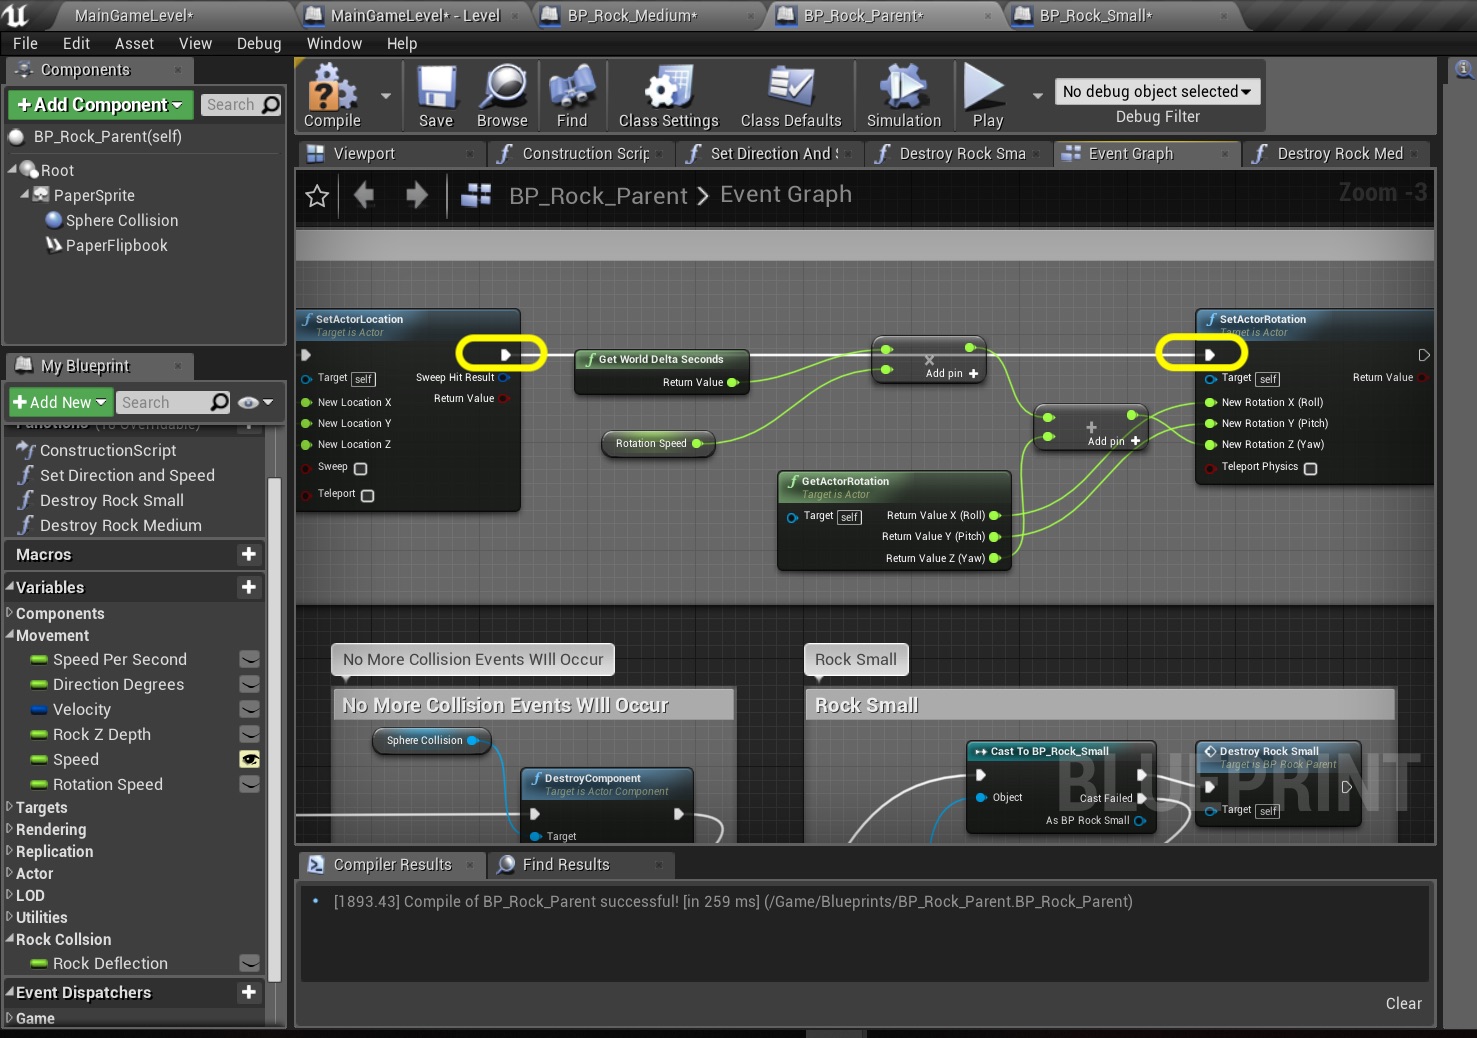 MainGameLevel*
MainGameLevel* - Level
BP_Rock_Medium*
BP_Rock_Parent*
BP_Rock_Small*
File Edit Asset View Debug Window Help
Components
+Add Component
Search
BP_Rock_Parent(self)
Root
PaperSprite
Sphere Collision
PaperFlipbook
My Blueprint
+Add New
Search
Functions (16 Overridable)
ConstructionScript
Set Direction and Speed
Destroy Rock Small
Destroy Rock Medium
Macros
Variables
Components
Movement
Speed Per Second
Direction Degrees
Velocity
Rock Z Depth
Speed
Rotation Speed
Targets
Rendering
Replication
Actor
LOD
Utilities
Rock Collsion
Rock Deflection
Event Dispatchers
Game
Compile
Save
Browse
Find
Class Settings
Class Defaults
Simulation
Play
No debug object selected
Debug Filter
Viewport
Construction Scrip
Set Direction And S
Destroy Rock Sma
Event Graph
Destroy Rock Med
BP_Rock_Parent > Event Graph
Zoom -3
SetActorLocation
Target is Actor
Target self
Sweep Hit Result
New Location X
Return Value
New Location Y
New Location Z
Sweep
Teleport
Get World Delta Seconds
Return Value
Rotation Speed
×
Add pin +
+
Add pin +
GetActorRotation
Target is Actor
Target self
Return Value X (Roll)
Return Value Y (Pitch)
Return Value Z (Yaw)
SetActorRotation
Target is Actor
Target self
Return Value
New Rotation X (Roll)
New Rotation Y (Pitch)
New Rotation Z (Yaw)
Teleport Physics
No More Collision Events WIll Occur
No More Collision Events WIll Occur
Sphere Collision
DestroyComponent
Target is Actor Component
Target
Rock Small
Rock Small
Cast To BP_Rock_Small
Object
Cast Failed
As BP Rock Small
Destroy Rock Small
Target is BP Rock Parent
Target self
BLUEPRINT
Compiler Results
Find Results
[1893.43] Compile of BP_Rock_Parent successful! [in 259 ms] (/Game/Blueprints/BP_Rock_Parent.BP_Rock_Parent)
Clear